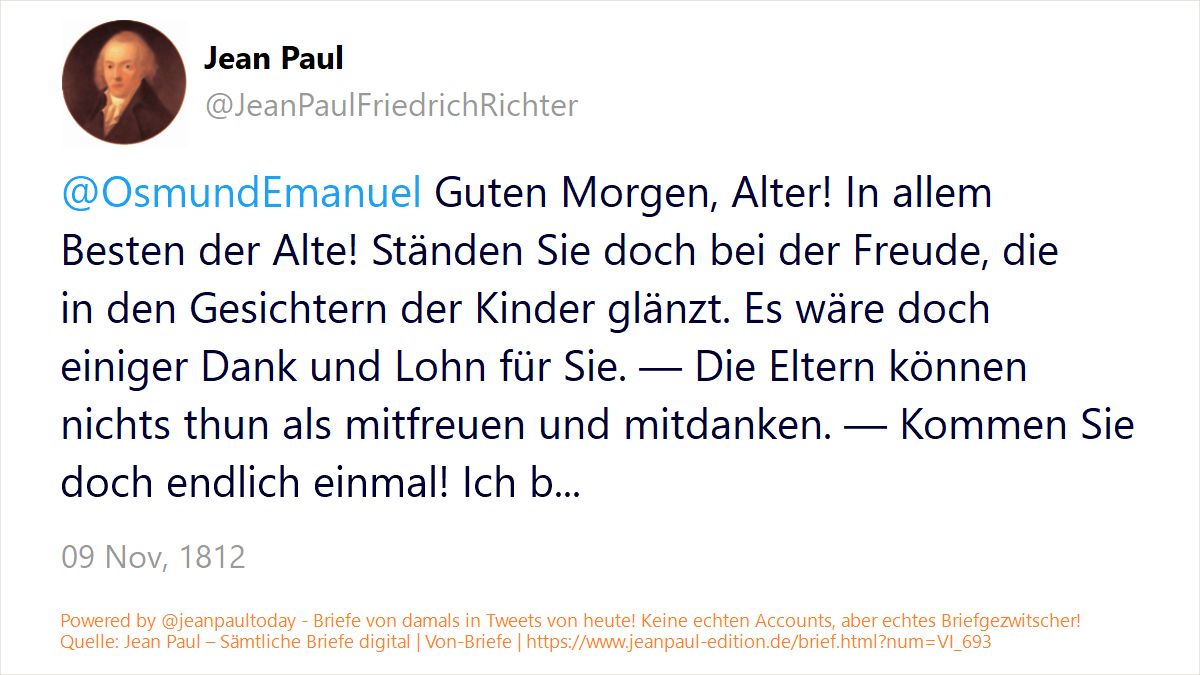 Jean Paul
@JeanPaulFriedrichRichter
@OsmundEmanuel Guten Morgen, Alter! In allem
Besten der Alte! Ständen Sie doch bei der Freude, die
in den Gesichtern der Kinder glänzt. Es wäre doch
einiger Dank und Lohn für Sie. — Die Eltern können
nichts thun als mitfreuen und mitdanken. — Kommen Sie
doch endlich einmal! Ich b...
09 Nov, 1812
Powered by @jeanpaultoday - Briefe von damals in Tweets von heute! Keine echten Accounts, aber echtes Briefgezwitscher!
Quelle: Jean Paul – Sämtliche Briefe digital | Von-Briefe | https://www.jeanpaul-edition.de/brief.html?num=VI_693